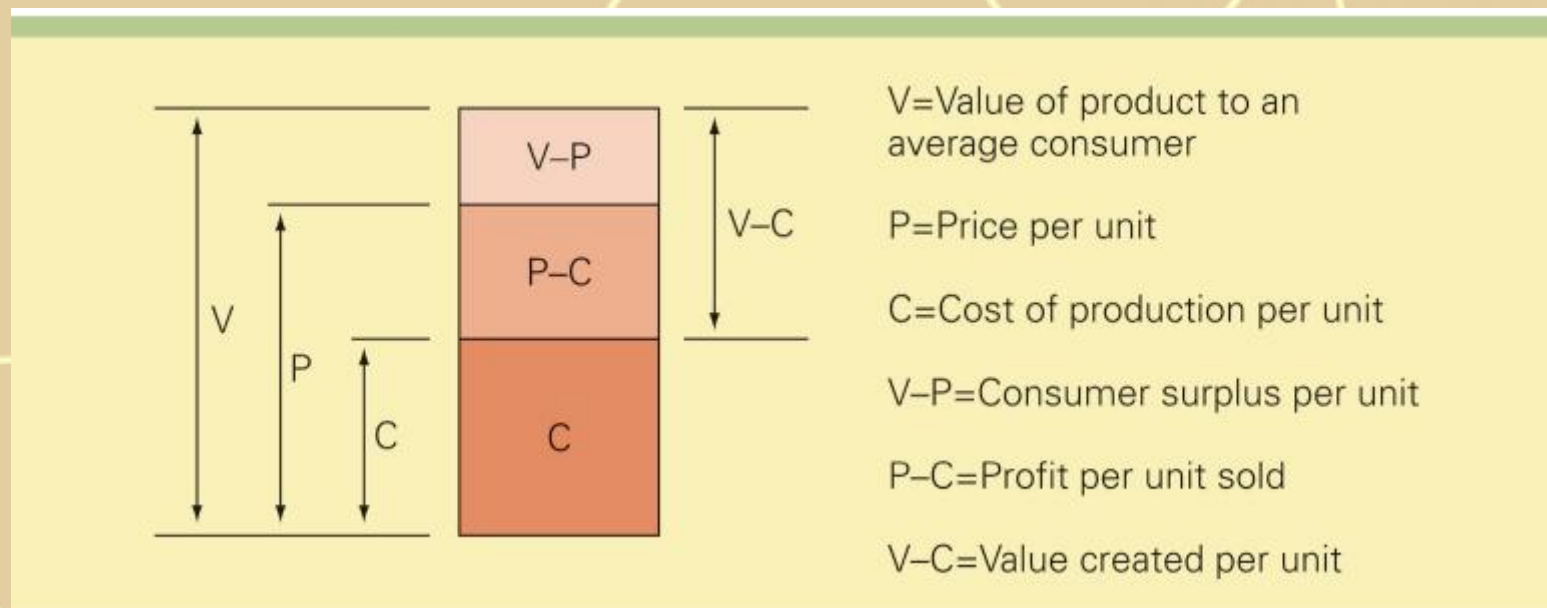 V–P
V–C
P–C
V
P
C
C
V=Value of product to an
average consumer
P=Price per unit
C=Cost of production per unit
V–P=Consumer surplus per unit
P–C=Profit per unit sold
V–C=Value created per unit